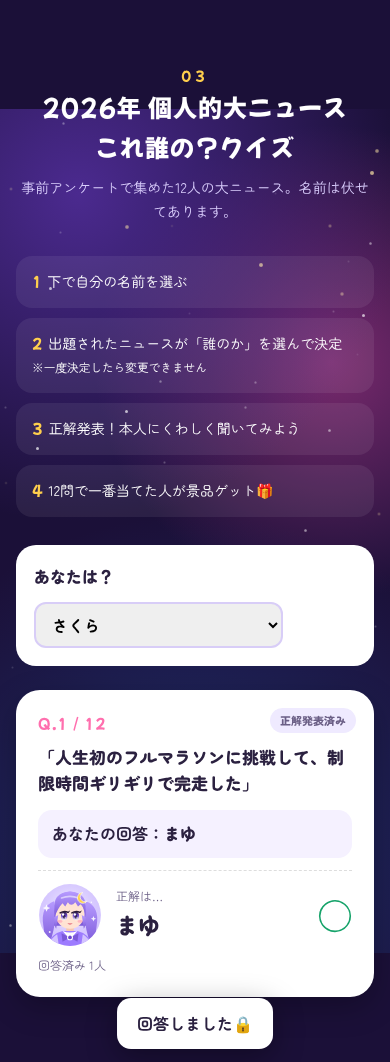 03
2026年 個人的大ニュース
これ誰の？クイズ
事前アンケートで集めた12人の大ニュース。名前は伏せ
てあります。
1 下で自分の名前を選ぶ
2 出題されたニュースが「誰のか」を選んで決定
※一度決定したら変更できません
3 正解発表！本人にくわしく聞いてみよう
4 12問で一番当てた人が景品ゲット🎁
あなたは？
さくら
Q.1 / 12
正解発表済み
「人生初のフルマラソンに挑戦して、制
限時間ギリギリで完走した」
あなたの回答：まゆ
正解は…
まゆ
回答済み 1人
回答しました🔒